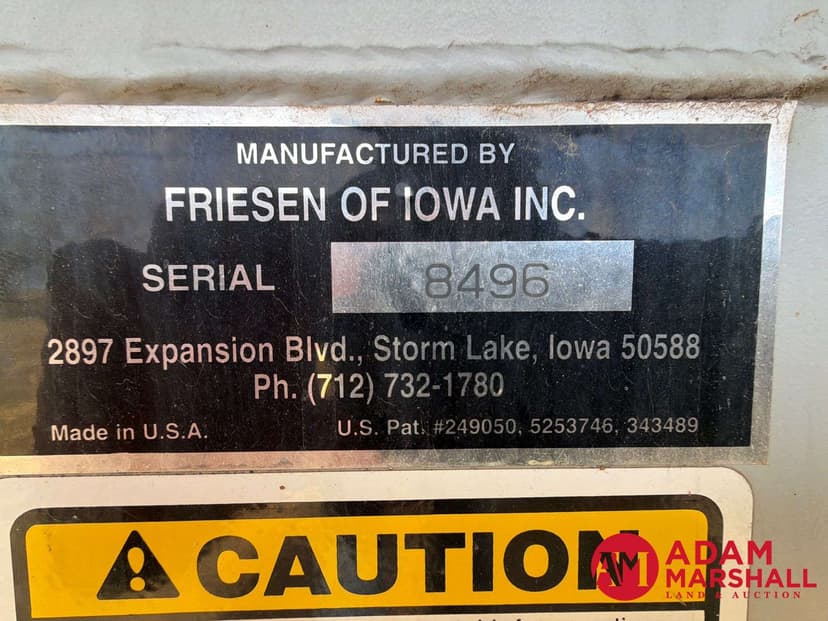 MANUFACTURED BY
FRIESEN OF IOWA INC.
SERIAL 8496
2897 Expansion Blvd., Storm Lake, Iowa 50588
Ph. (712) 732-1780
Made in U.S.A. U.S. Pat. #249050, 5253746, 343489
CAUTION
AM ADAM
MARSHALL
LAND & AUCTION